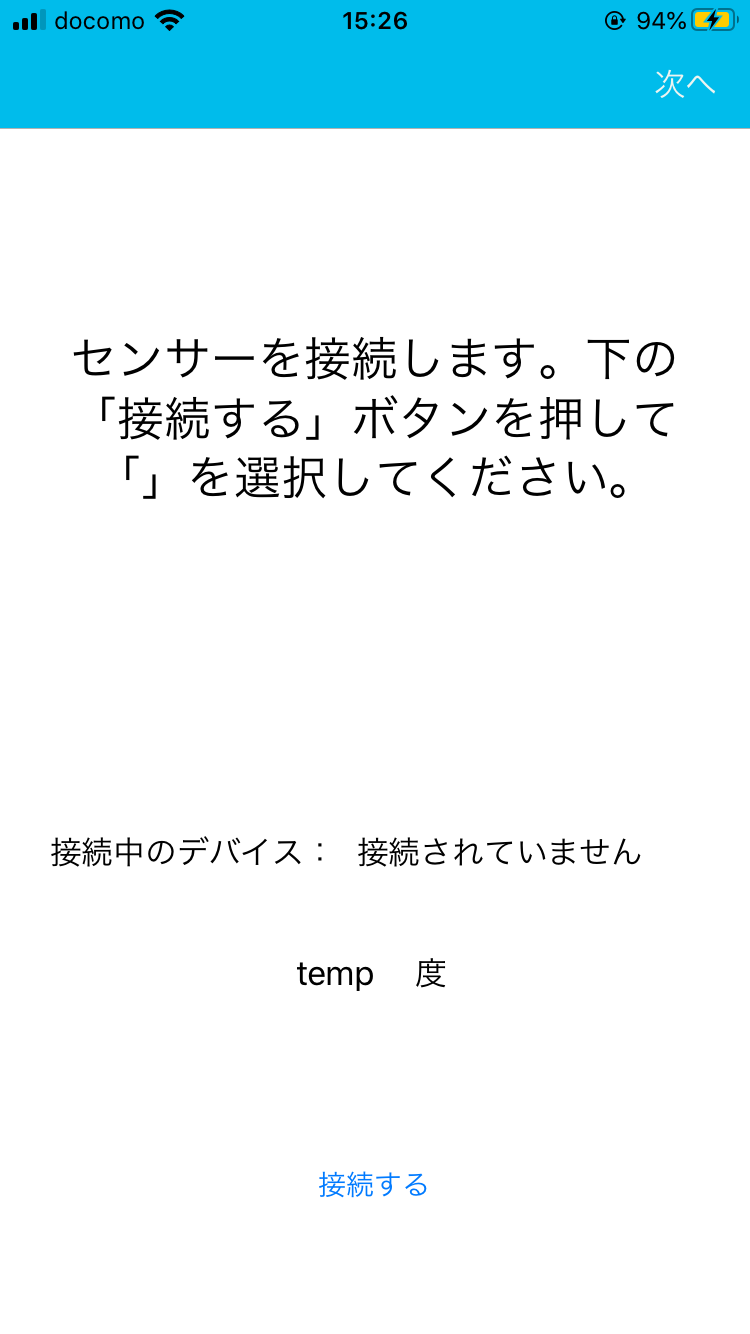 docomo 15:26 94%
次へ
センサーを接続します。下の
「接続する」ボタンを押して
「」を選択してください。
接続中のデバイス： 接続されていません
temp 度
接続する